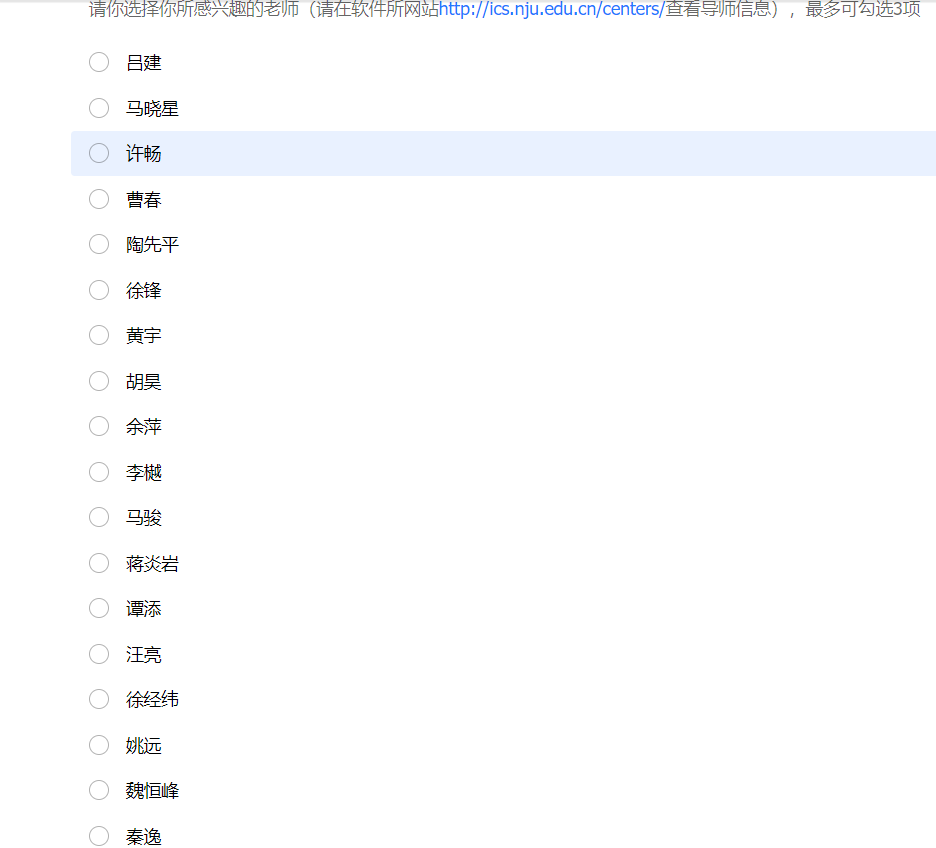 请你选择你所感兴趣的老师（请在软件所网站http://ics.nju.edu.cn/centers/查看导师信息），最多可勾选3项
吕建
马晓星
许畅
曹春
陶先平
徐锋
黄宇
胡昊
余萍
李樾
马骏
蒋炎岩
谭添
汪亮
徐经纬
姚远
魏恒峰
秦逸